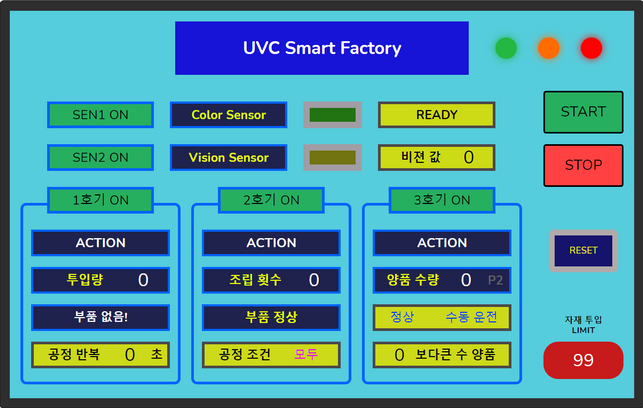 UVC Smart Factory
SEN1 ON Color Sensor READY START
SEN2 ON Vision Sensor 비젼 값 0 STOP
1호기 ON 2호기 ON 3호기 ON
ACTION ACTION ACTION RESET
투입량 0 조립 횟수 0 양품 수량 0 P2
부품 없음! 부품 정상 정상 수동 운전
자재 투입
LIMIT
공정 반복 0 초 공정 조건 모두 0 보다큰 수 양품 99